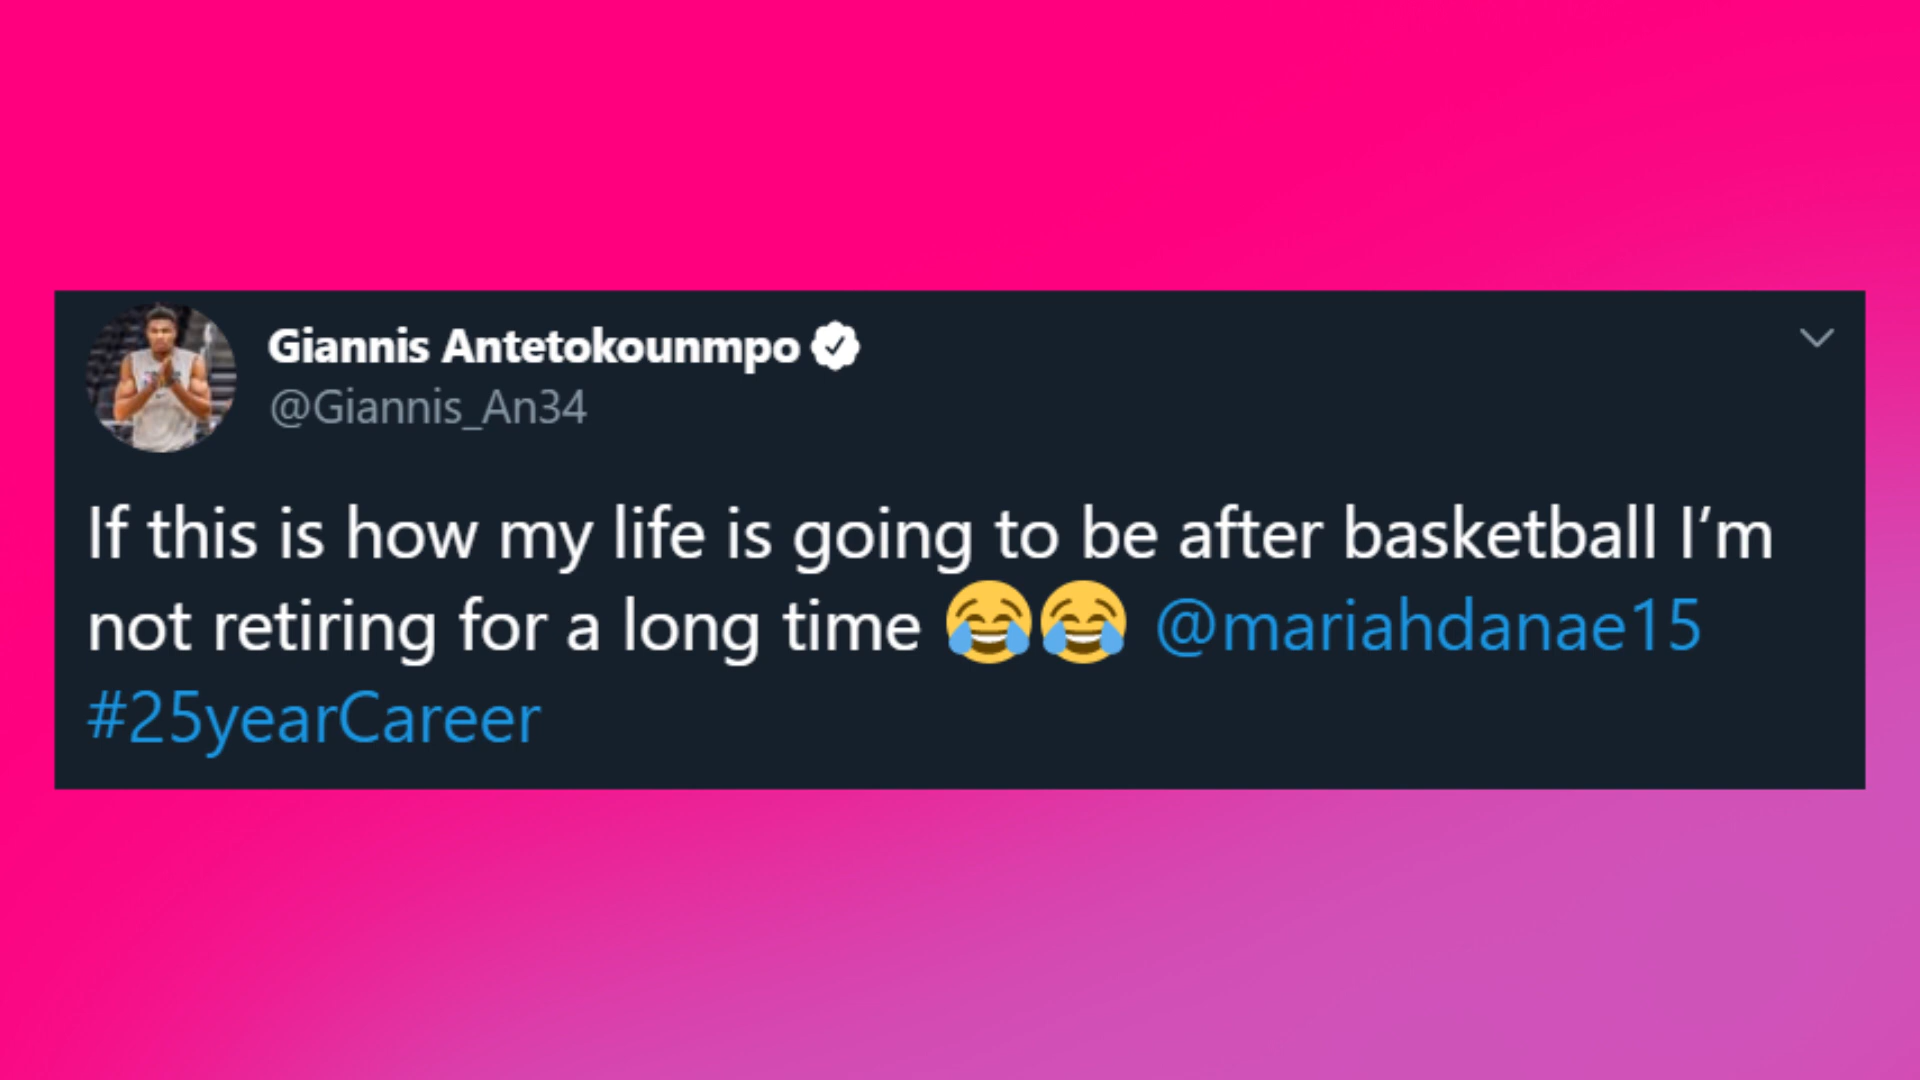 Giannis Antetokounmpo
@Giannis_An34
If this is how my life is going to be after basketball I’m
not retiring for a long time 😂😂 @mariahdanae15
#25yearCareer